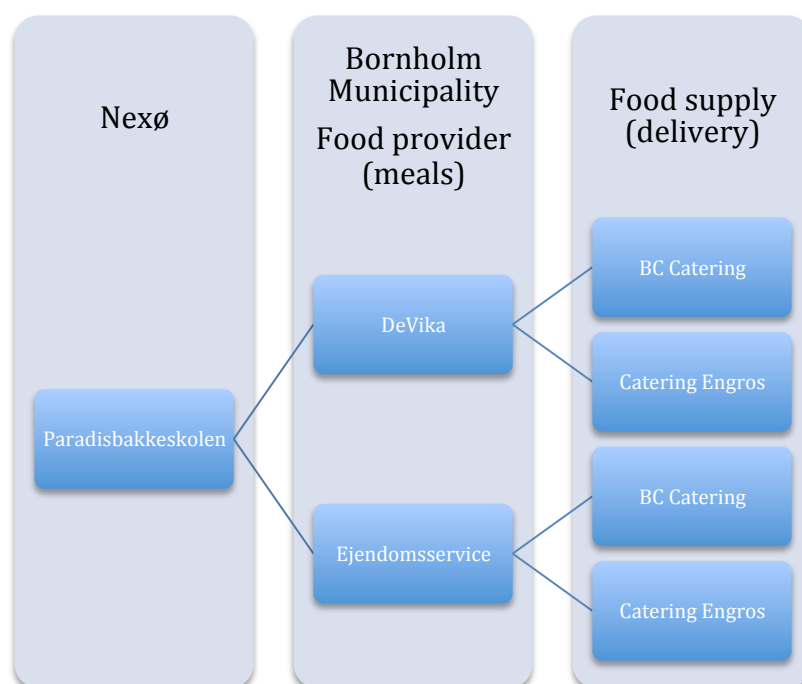 Nexø
Bornholm
Municipality
Food provider
(meals)
Food supply
(delivery)
Paradisbakkeskolen
DeVika
Ejendomsservice
BC Catering
Catering Engros
BC Catering
Catering Engros